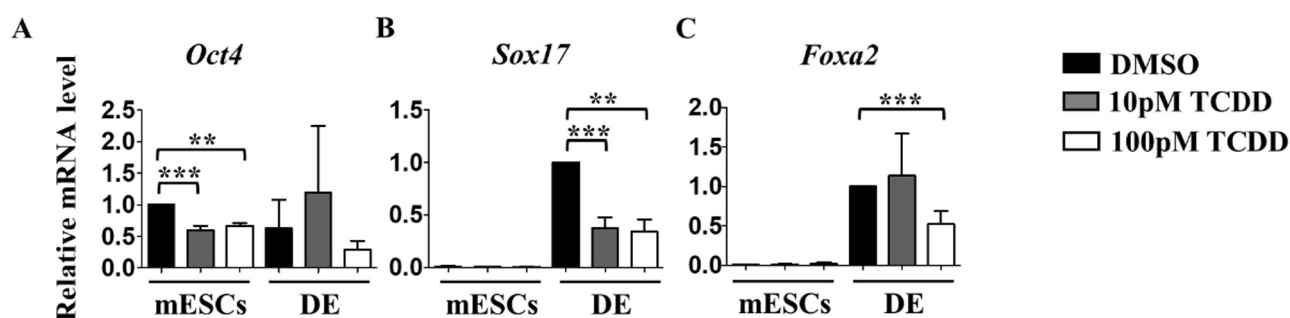 A
B
C
Oct4
Sox17
Foxa2
Relative mRNA level
2.5
2.0
1.5
1.0
0.5
0.0
**
***
mESCs
DE
1.5
1.0
0.5
0.0
**
***
mESCs
DE
2.0
1.5
1.0
0.5
0.0
***
mESCs
DE
DMSO
10pM TCDD
100pM TCDD